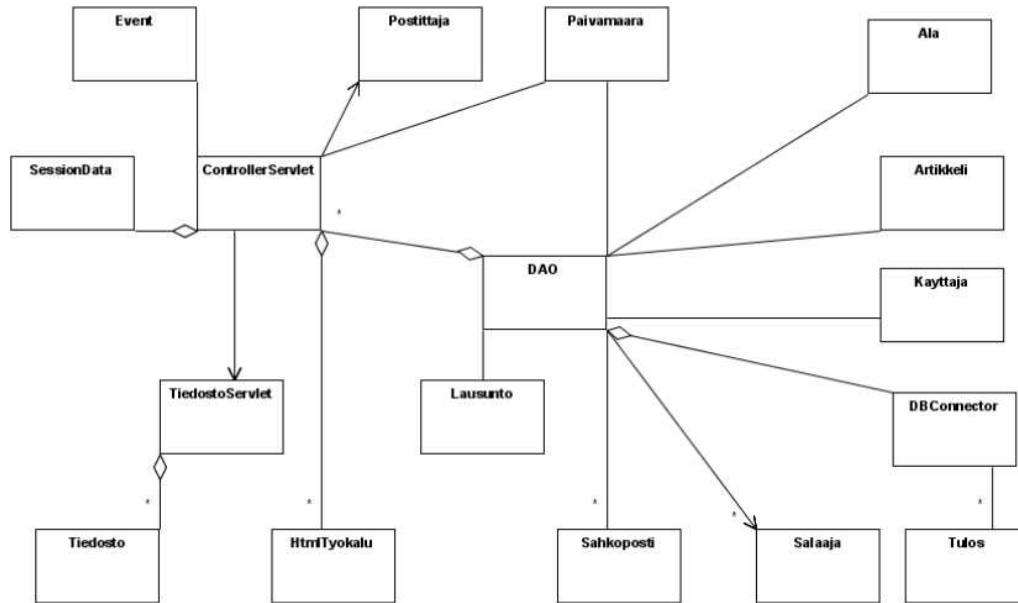 Event
Postittaja
Paivamaara
Ala
SessionData
ControllerServlet
Artikkeli
*
DAO
Kayttaja
TiedostoServlet
Lausunto
DBConnector
*
*
*
*
*
Tiedosto
HtmlTyokalu
Sahkoposti
Salaaja
Tulos